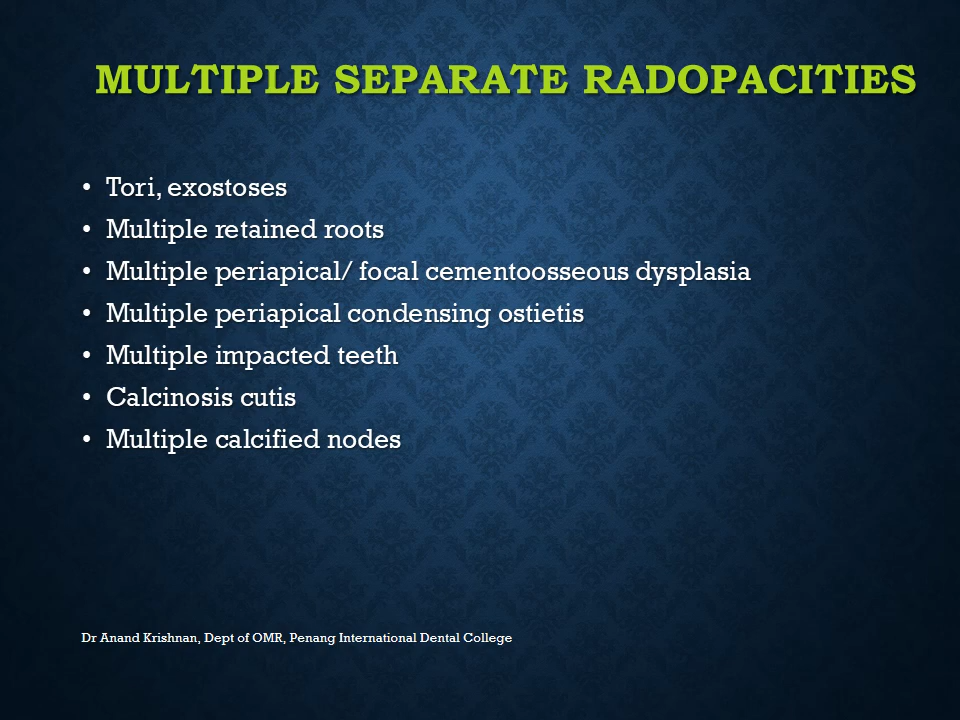 MULTIPLE SEPARATE RADOPACITIES
• Tori, exostoses
• Multiple retained roots
• Multiple periapical/ focal cementoosseous dysplasia
• Multiple periapical condensing ostietis
• Multiple impacted teeth
• Calcinosis cutis
• Multiple calcified nodes
Dr Anand Krishnan, Dept of OMR, Penang International Dental College